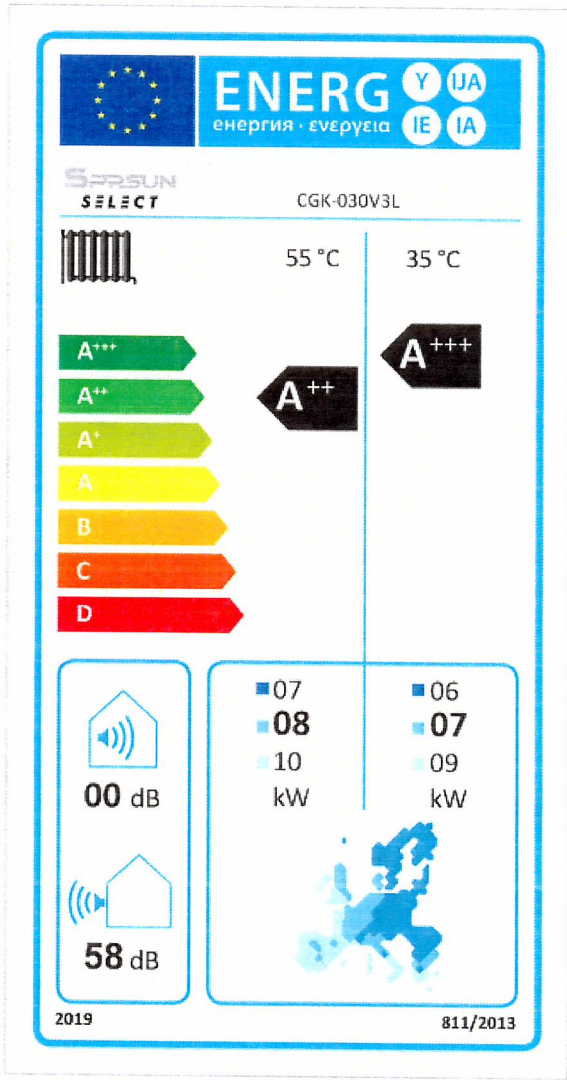 ENERG Y IJA
енергия · ενεργεια IE IA
SPRSUN
SELECT CGK-030V3L
55 °C 35 °C
A+++ A+++
A++ A++
A+
A
B
C
D
07 06
08 07
10 09
kW kW
00 dB
58 dB
2019 811/2013